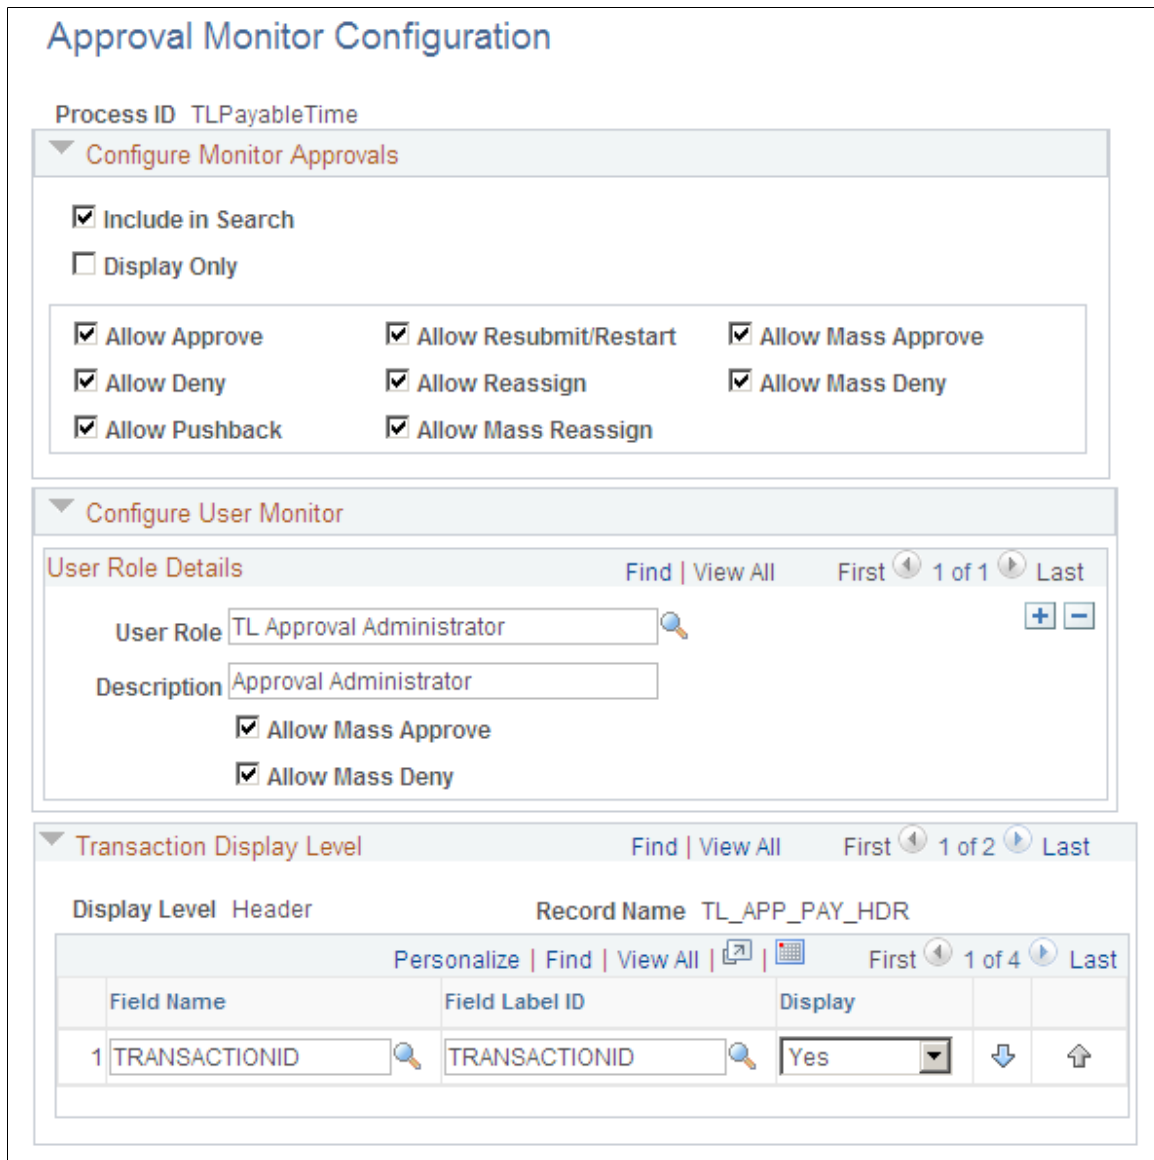 Approval Monitor Configuration
Process ID TLPayableTime
Configure Monitor Approvals
Include in Search
Display Only
Allow Approve Allow Resubmit/Restart Allow Mass Approve
Allow Deny Allow Reassign Allow Mass Deny
Allow Pushback Allow Mass Reassign
Configure User Monitor
User Role Details Find | View All First 1 of 1 Last
User Role TL Approval Administrator
Description Approval Administrator
Allow Mass Approve
Allow Mass Deny
Transaction Display Level Find | View All First 1 of 2 Last
Display Level Header Record Name TL_APP_PAY_HDR
Personalize | Find | View All | | First 1 of 4 Last
Field Name Field Label ID Display
1 TRANSACTIONID TRANSACTIONID Yes